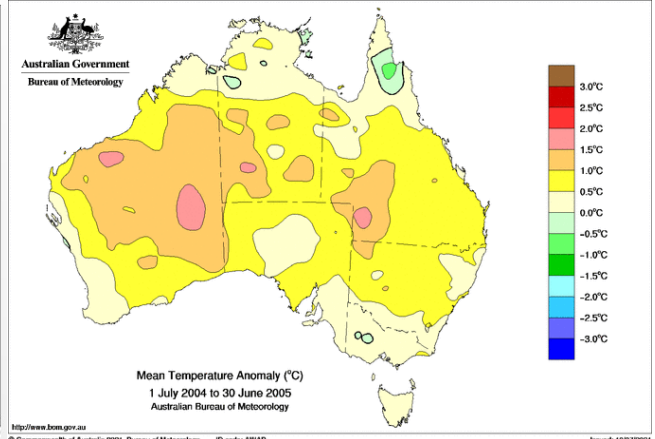 Australian Government
Bureau of Meteorology
3.0°C
2.5°C
2.0°C
1.5°C
1.0°C
0.5°C
0.0°C
-0.5°C
-1.0°C
-1.5°C
-2.0°C
-2.5°C
-3.0°C
Mean Temperature Anomaly (°C)
1 July 2004 to 30 June 2005
Australian Bureau of Meteorology
http://www.bom.gov.au